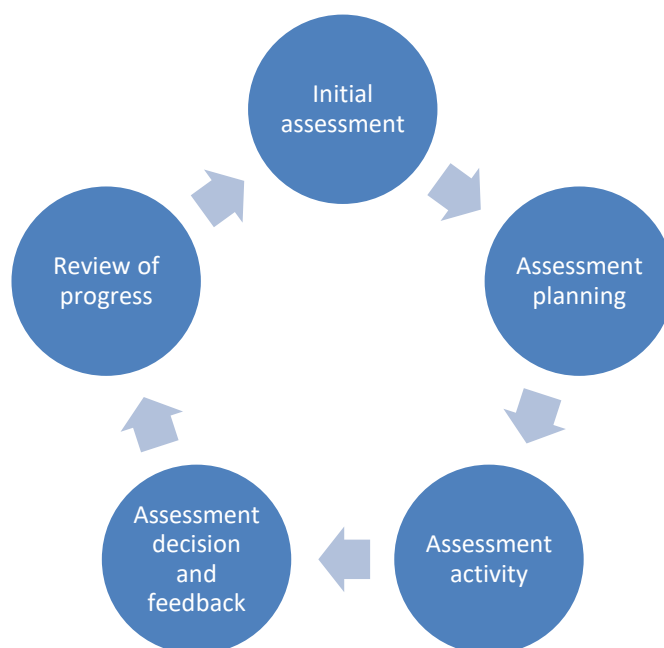 Initial
assessment
Assessment
planning
Assessment
activity
Assessment
decision
and
feedback
Review of
progress